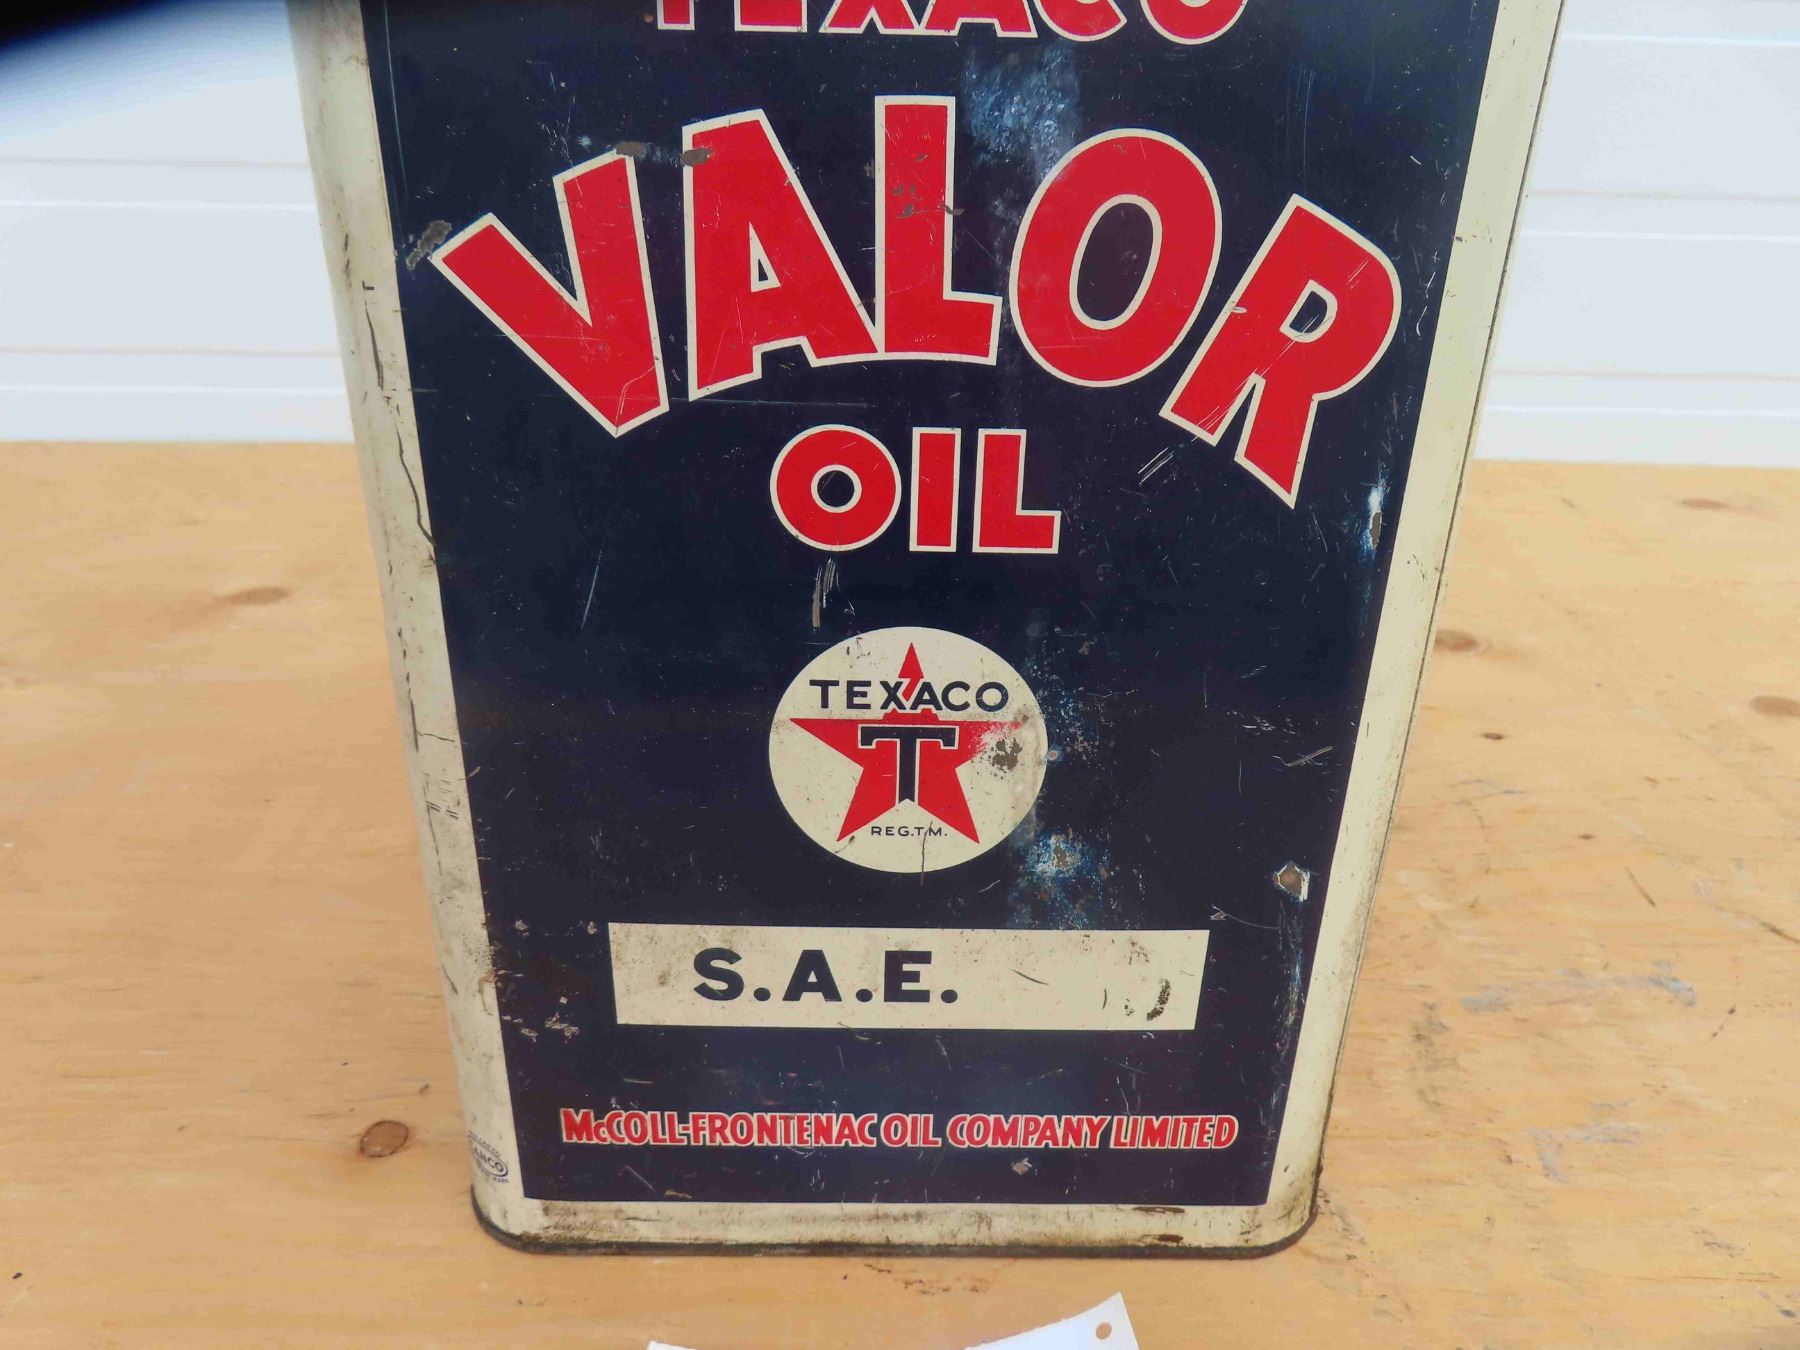 TEXACO
VALOR
OIL
TEXACO
T
REG.T.M.
S.A.E.
McCOLL-FRONTENAC OIL COMPANY LIMITED